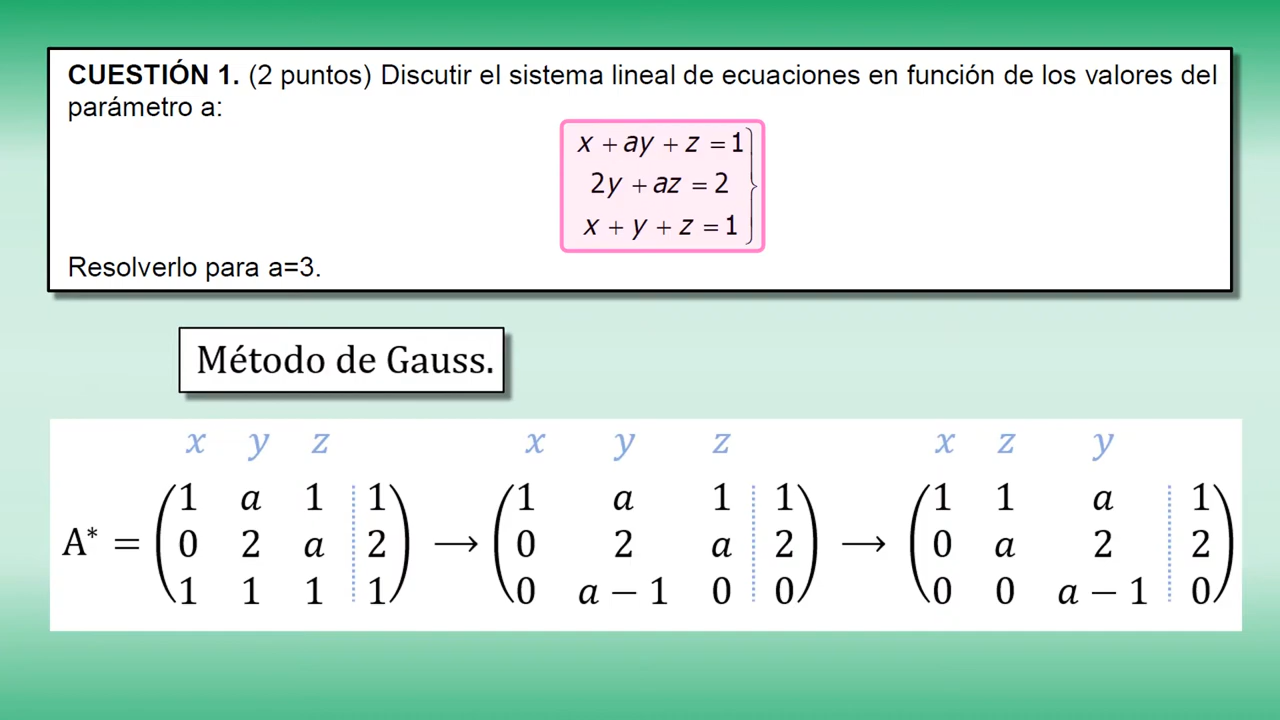 CUESTIÓN 1. (2 puntos) Discutir el sistema lineal de ecuaciones en función de los valores del
parámetro a:
x + ay + z = 1
2y + az = 2
x + y + z = 1
Resolverlo para a=3.
Método de Gauss.
x y z x y z x z y
1 a 1 1 1 a 1 1 1 1 a 1
A* = 0 2 a 2 → 0 2 a 2 → 0 a 2 2
1 1 1 1 0 a − 1 0 0 0 0 a − 1 0